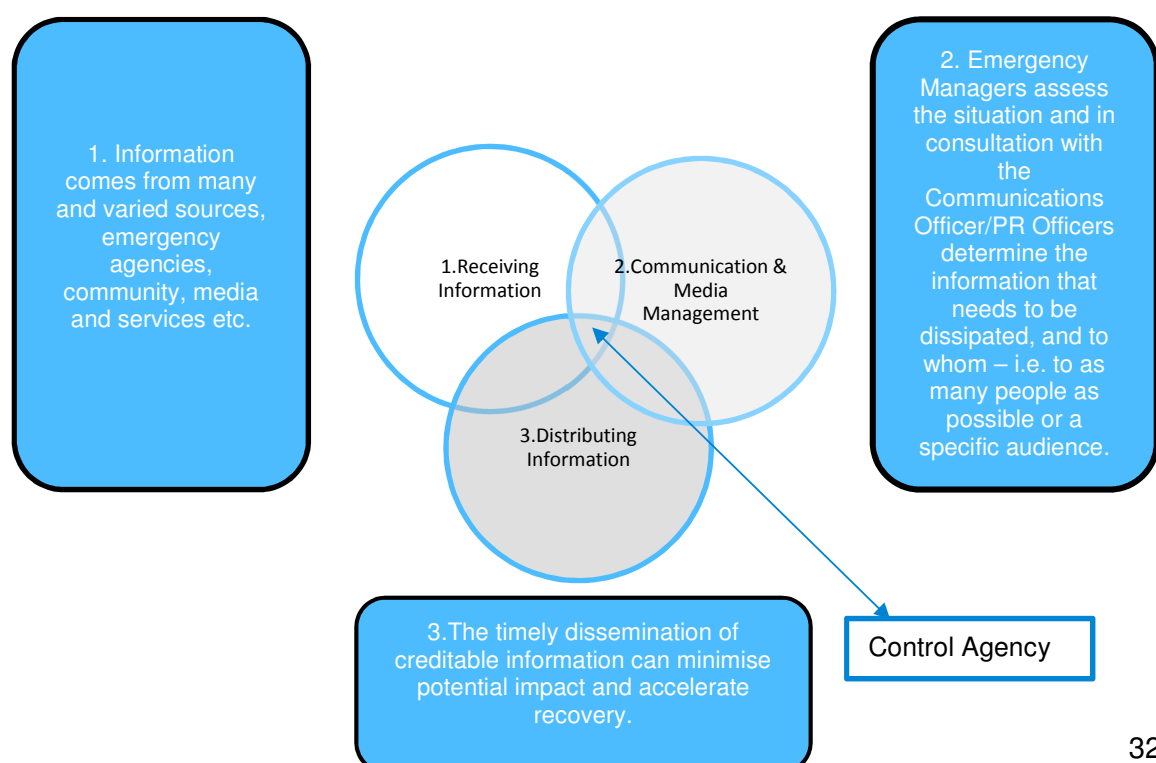 1. Information
comes from many
and varied sources,
emergency
agencies,
community, media
and services etc.
2. Emergency
Managers assess
the situation and in
consultation with
the
Communications
Officer/PR Officers
determine the
information that
needs to be
dissipated, and to
whom – i.e. to as
many people as
possible or a
specific audience.
1.Receiving
Information
2.Communication &
Media
Management
3.Distributing
Information
3.The timely dissemination of
creditable information can minimise
potential impact and accelerate
recovery.
Control Agency
32